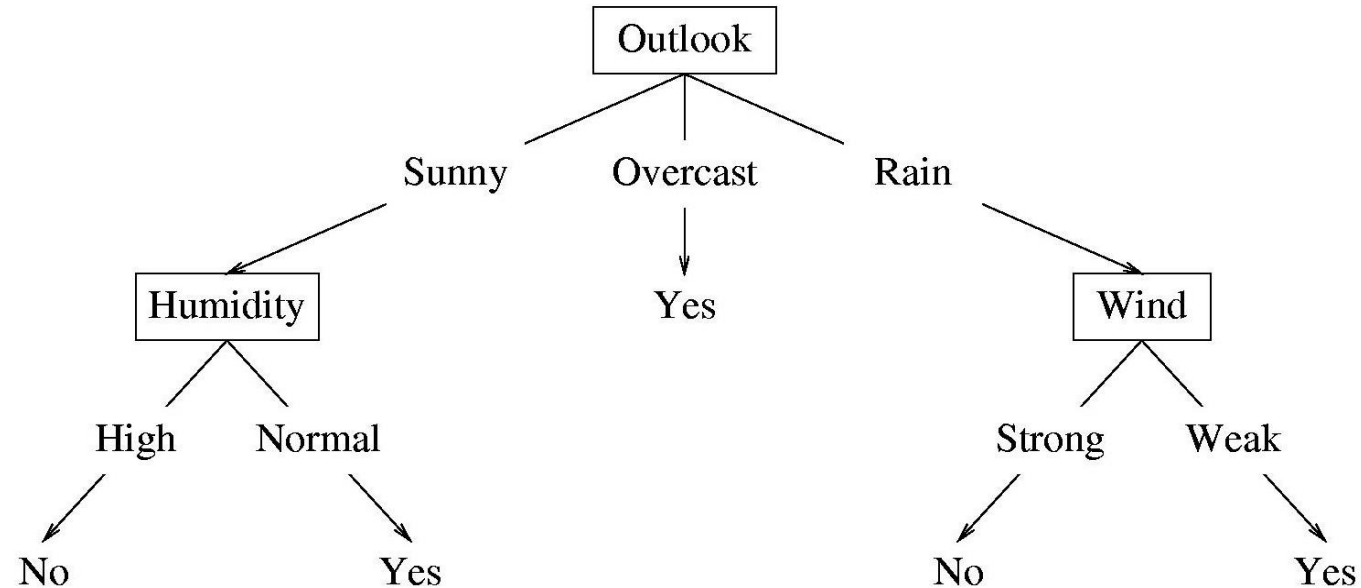 Outlook
Sunny Overcast Rain
Humidity Yes Wind
High Normal Strong Weak
No Yes No Yes